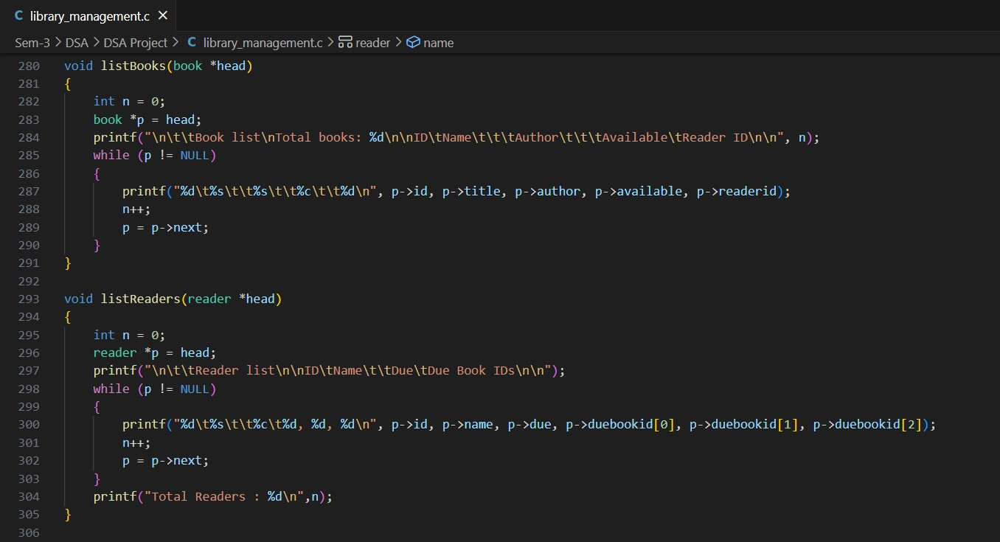 C library_management.c ×
Sem-3 > DSA > DSA Project > C library_management.c > reader > name
280 void listBooks(book *head)
281 {
282     int n = 0;
283     book *p = head;
284     printf("\n\t\tBook list\nTotal books: %d\n\nID\tName\t\t\tAuthor\t\t\tAvailable\tReader ID\n\n", n);
285     while (p != NULL)
286     {
287         printf("%d\t%s\t\t%s\t\t%c\t\t%d\n", p->id, p->title, p->author, p->available, p->readerid);
288         n++;
289         p = p->next;
290     }
291 }
292
293 void listReaders(reader *head)
294 {
295     int n = 0;
296     reader *p = head;
297     printf("\n\t\tReader list\n\nID\tName\t\tDue\tDue Book IDs\n\n");
298     while (p != NULL)
299     {
300         printf("%d\t%s\t\t%c\t%d, %d, %d\n", p->id, p->name, p->due, p->duebookid[0], p->duebookid[1], p->duebookid[2]);
301         n++;
302         p = p->next;
303     }
304     printf("Total Readers : %d\n",n);
305 }
306